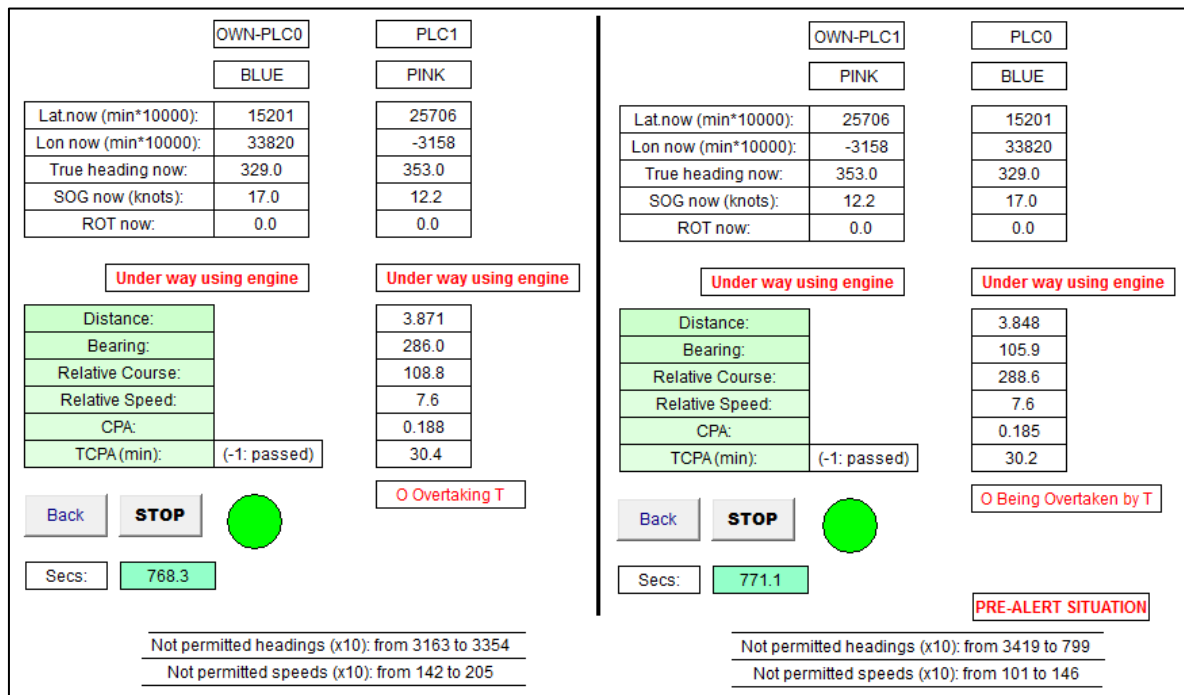 OWN-PLC0 PLC1
BLUE PINK
Lat.now (min*10000): 15201 25706
Lon now (min*10000): 33820 -3158
True heading now: 329.0 353.0
SOG now (knots): 17.0 12.2
ROT now: 0.0 0.0
Under way using engine Under way using engine
Distance: 3.871
Bearing: 286.0
Relative Course: 108.8
Relative Speed: 7.6
CPA: 0.188
TCPA (min): (-1: passed) 30.4
O Overtaking T
Back STOP
Secs: 768.3
Not permitted headings (x10): from 3163 to 3354
Not permitted speeds (x10): from 142 to 205
OWN-PLC1 PLC0
PINK BLUE
Lat.now (min*10000): 25706 15201
Lon now (min*10000): -3158 33820
True heading now: 353.0 329.0
SOG now (knots): 12.2 17.0
ROT now: 0.0 0.0
Under way using engine Under way using engine
Distance: 3.848
Bearing: 105.9
Relative Course: 288.6
Relative Speed: 7.6
CPA: 0.185
TCPA (min): (-1: passed) 30.2
O Being Overtaken by T
Back STOP
Secs: 771.1
PRE-ALERT SITUATION
Not permitted headings (x10): from 3419 to 799
Not permitted speeds (x10): from 101 to 146